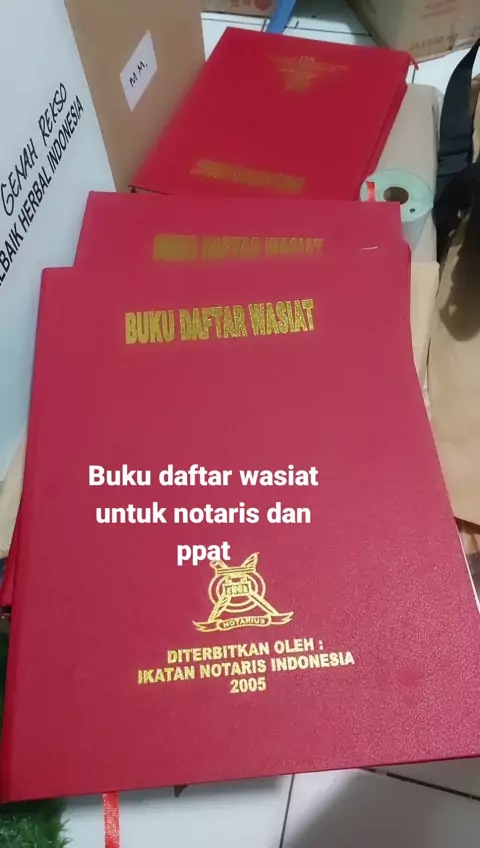 M.M.
GENAH REKSO
BAIK HERBAL INDONESIA
BUKU DAFTAR WASIAT
BUKU DAFTAR WASIAT
Buku daftar wasiat
untuk notaris dan
ppat
NOTARIUS
DITERBITKAN OLEH :
IKATAN NOTARIS INDONESIA
2005